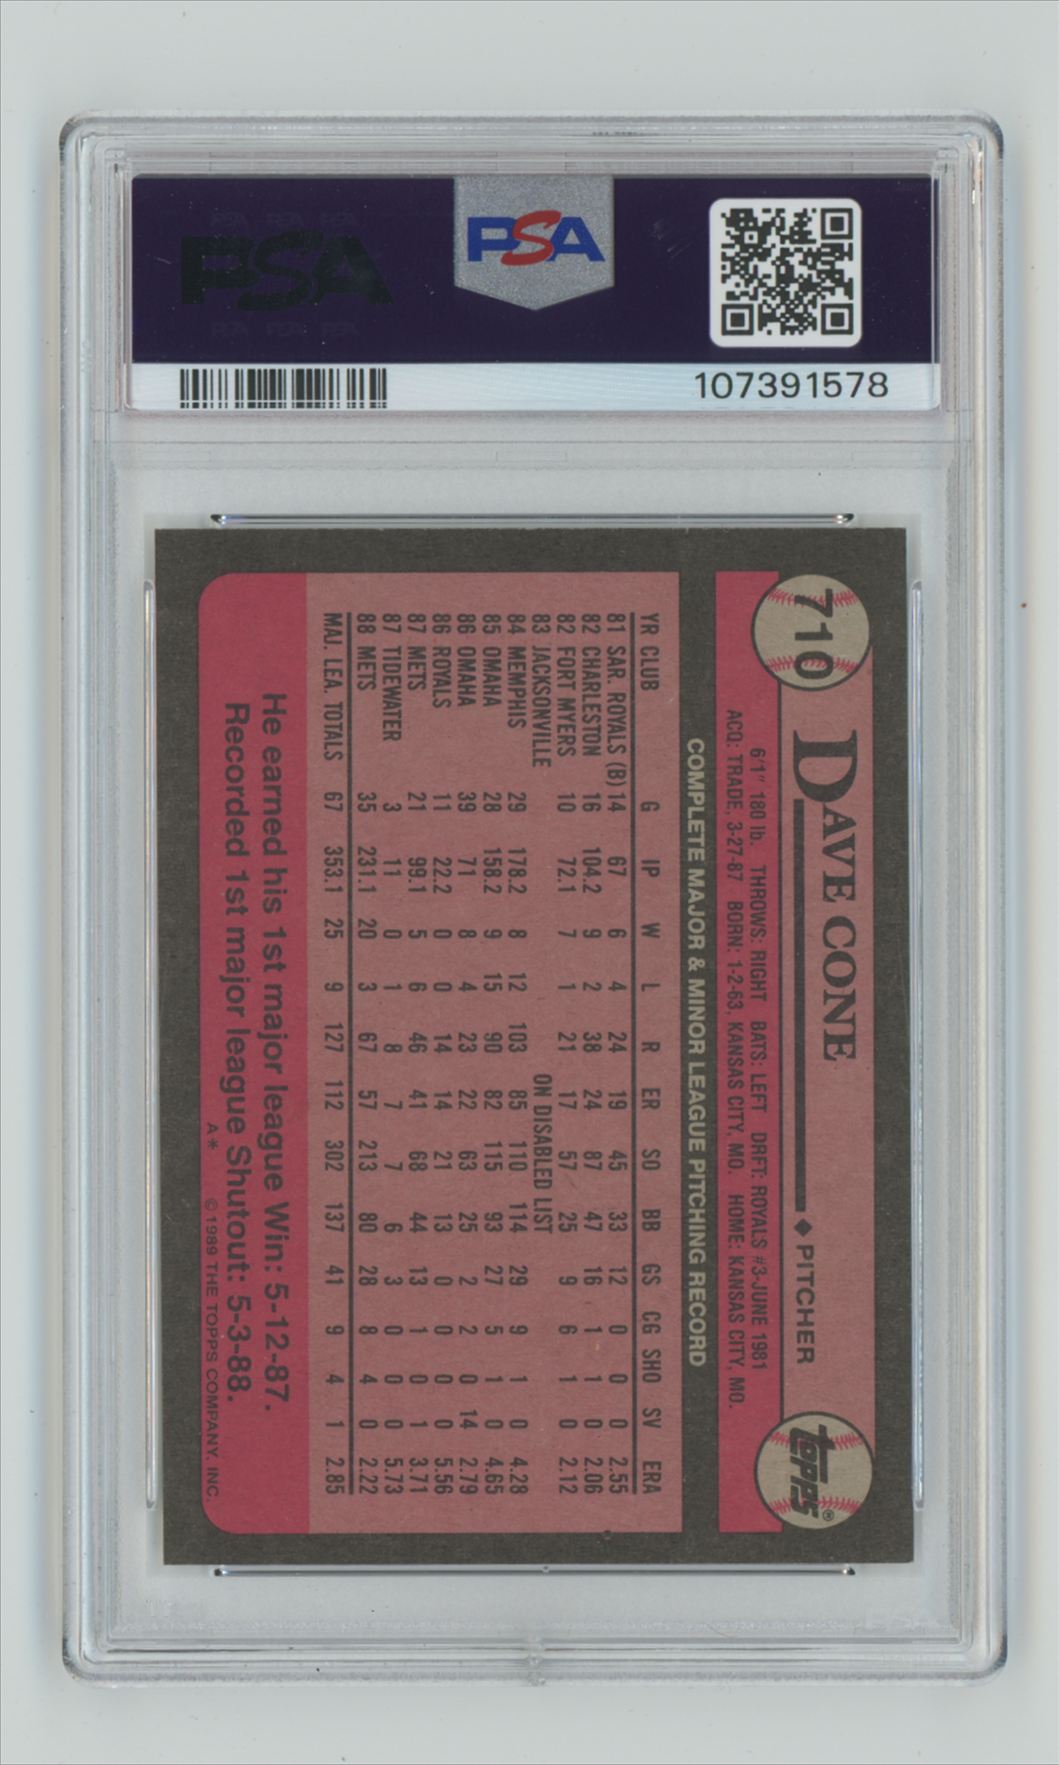 PSA
PSA
107391578
710
DAVE CONE
◆ PITCHER
topps®
6'1" 180 lb. THROWS: RIGHT BATS: LEFT DRFT: ROYALS #3-JUNE 1981
ACQ: TRADE, 3-27-87 BORN: 1-2-63, KANSAS CITY, MO. HOME: KANSAS CITY, MO.
COMPLETE MAJOR & MINOR LEAGUE PITCHING RECORD
YR CLUB G IP W L R ER SO BB GS CG SHO SV ERA
81 SAR. ROYALS (B) 14 67 6 4 24 19 45 33 12 0 0 0 2.55
82 CHARLESTON 16 104.2 9 2 38 24 87 47 16 1 1 0 2.06
82 FORT MYERS 10 72.1 7 1 21 17 57 25 9 6 1 0 2.12
83 JACKSONVILLE ON DISABLED LIST
84 MEMPHIS 29 178.2 8 12 103 85 110 114 29 9 1 0 4.28
85 OMAHA 28 158.2 9 15 90 82 115 93 27 5 1 0 4.65
86 OMAHA 39 71 8 4 23 22 63 25 2 2 0 14 2.79
86 ROYALS 11 22.2 0 0 14 14 21 13 0 0 0 0 5.56
87 METS 21 99.1 5 6 46 41 68 44 13 1 0 1 3.71
87 TIDEWATER 3 11 0 1 8 7 7 6 3 0 0 0 5.73
88 METS 35 231.1 20 3 67 57 213 80 28 8 4 0 2.22
MAJ. LEA. TOTALS 67 353.1 25 9 127 112 302 137 41 9 4 1 2.85
He earned his 1st major league Win: 5-12-87.
Recorded 1st major league Shutout: 5-3-88.
A* © 1989 THE TOPPS COMPANY, INC.